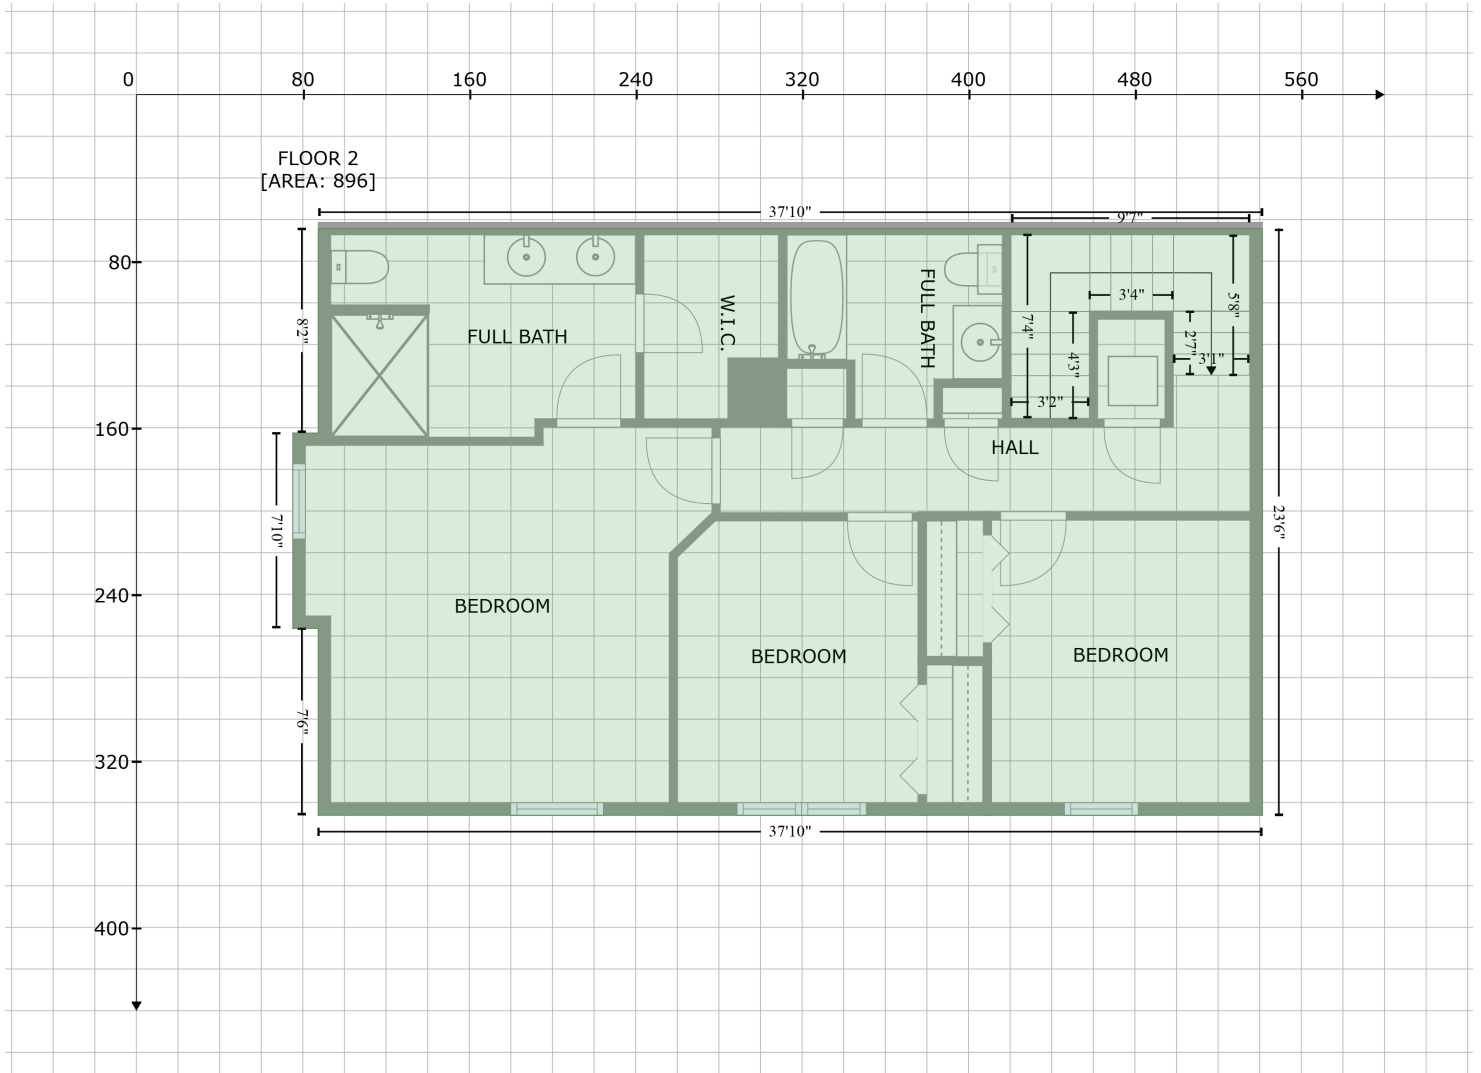 0 80 160 240 320 400 480 560
FLOOR 2
[AREA: 896]
37'10"
9'7"
80
8'2"
FULL BATH
W.I.C.
FULL BATH
7'4"
3'4"
5'8"
4'3"
2'7"
3'1"
3'2"
160
HALL
7'10"
23'6"
240
BEDROOM
BEDROOM
BEDROOM
7'6"
320
37'10"
400